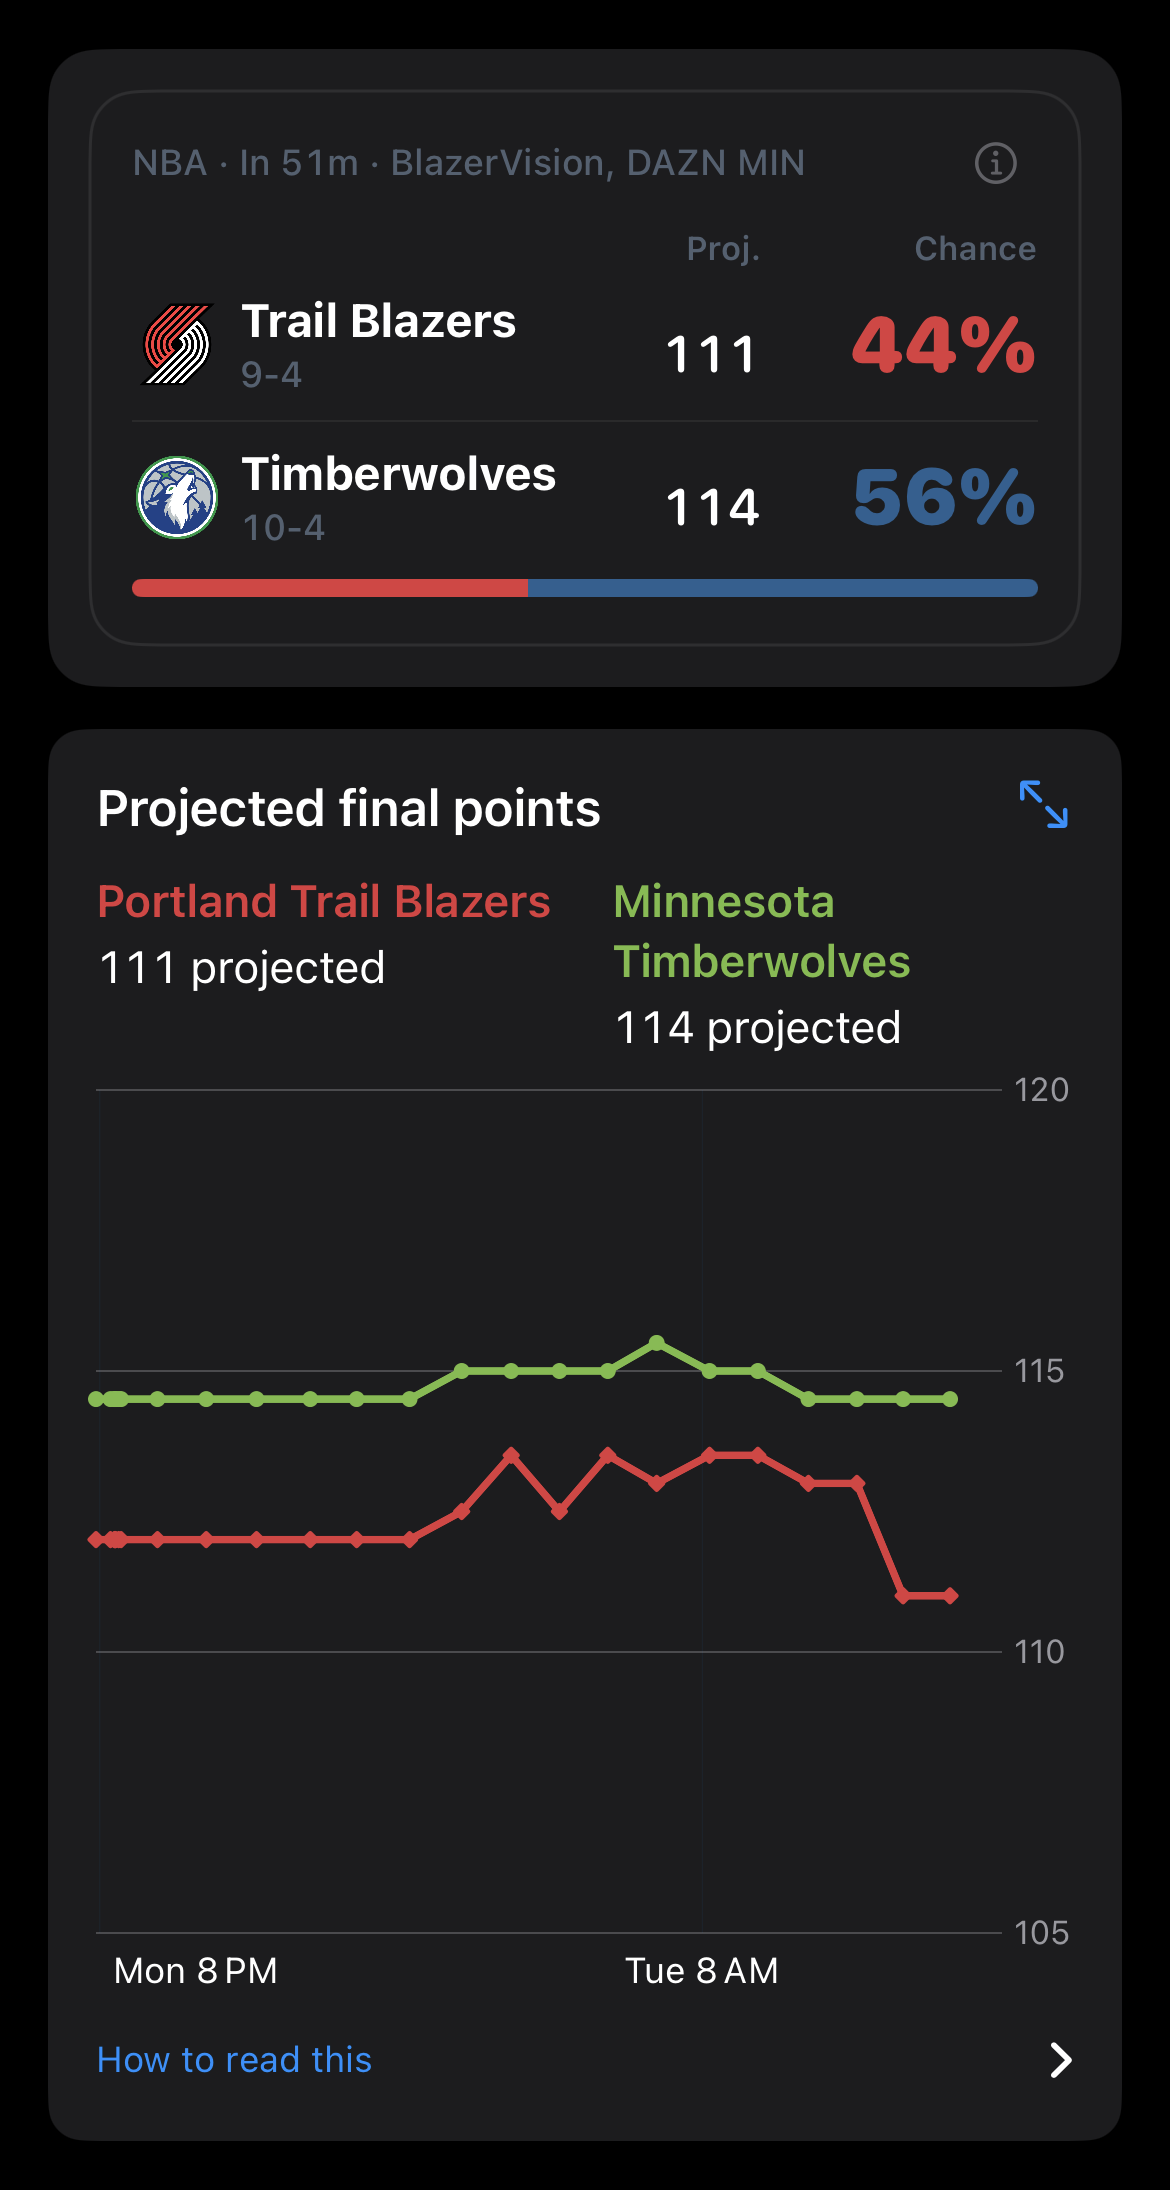 NBA · In 51m · BlazerVision, DAZN MIN
Proj. Chance
Trail Blazers
9-4
111 44%
Timberwolves
10-4
114 56%
Projected final points
Portland Trail Blazers
111 projected
Minnesota
Timberwolves
114 projected
120
115
110
105
Mon 8 PM Tue 8 AM
How to read this